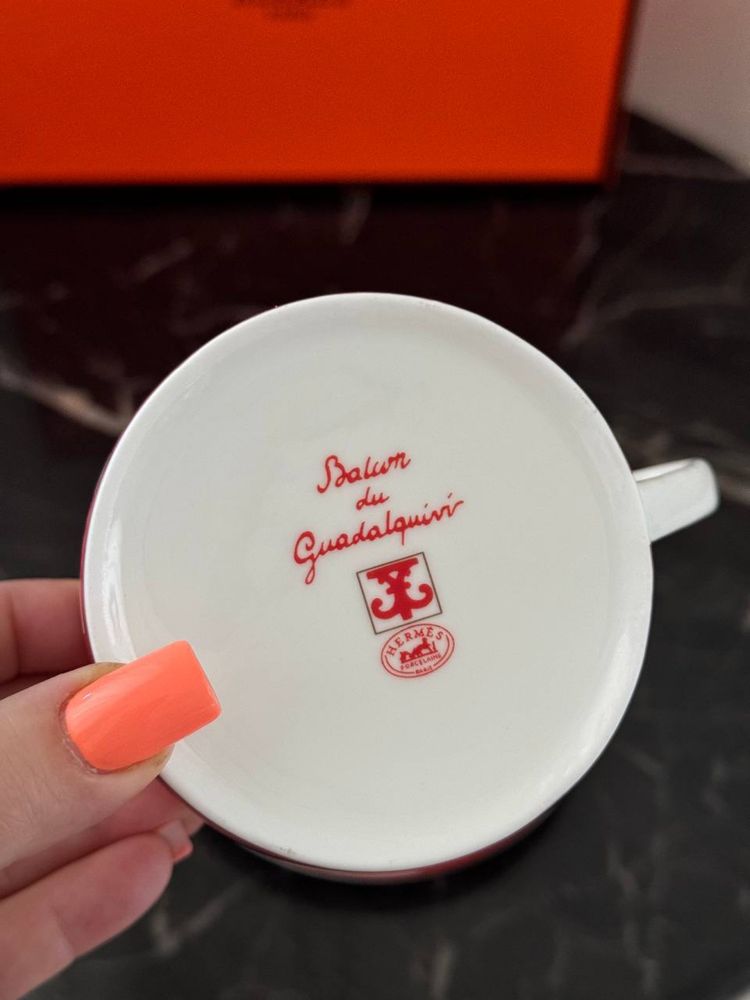 Balcon
du
Guadalquivir
HERMÈS
PORCELAINE
PARIS